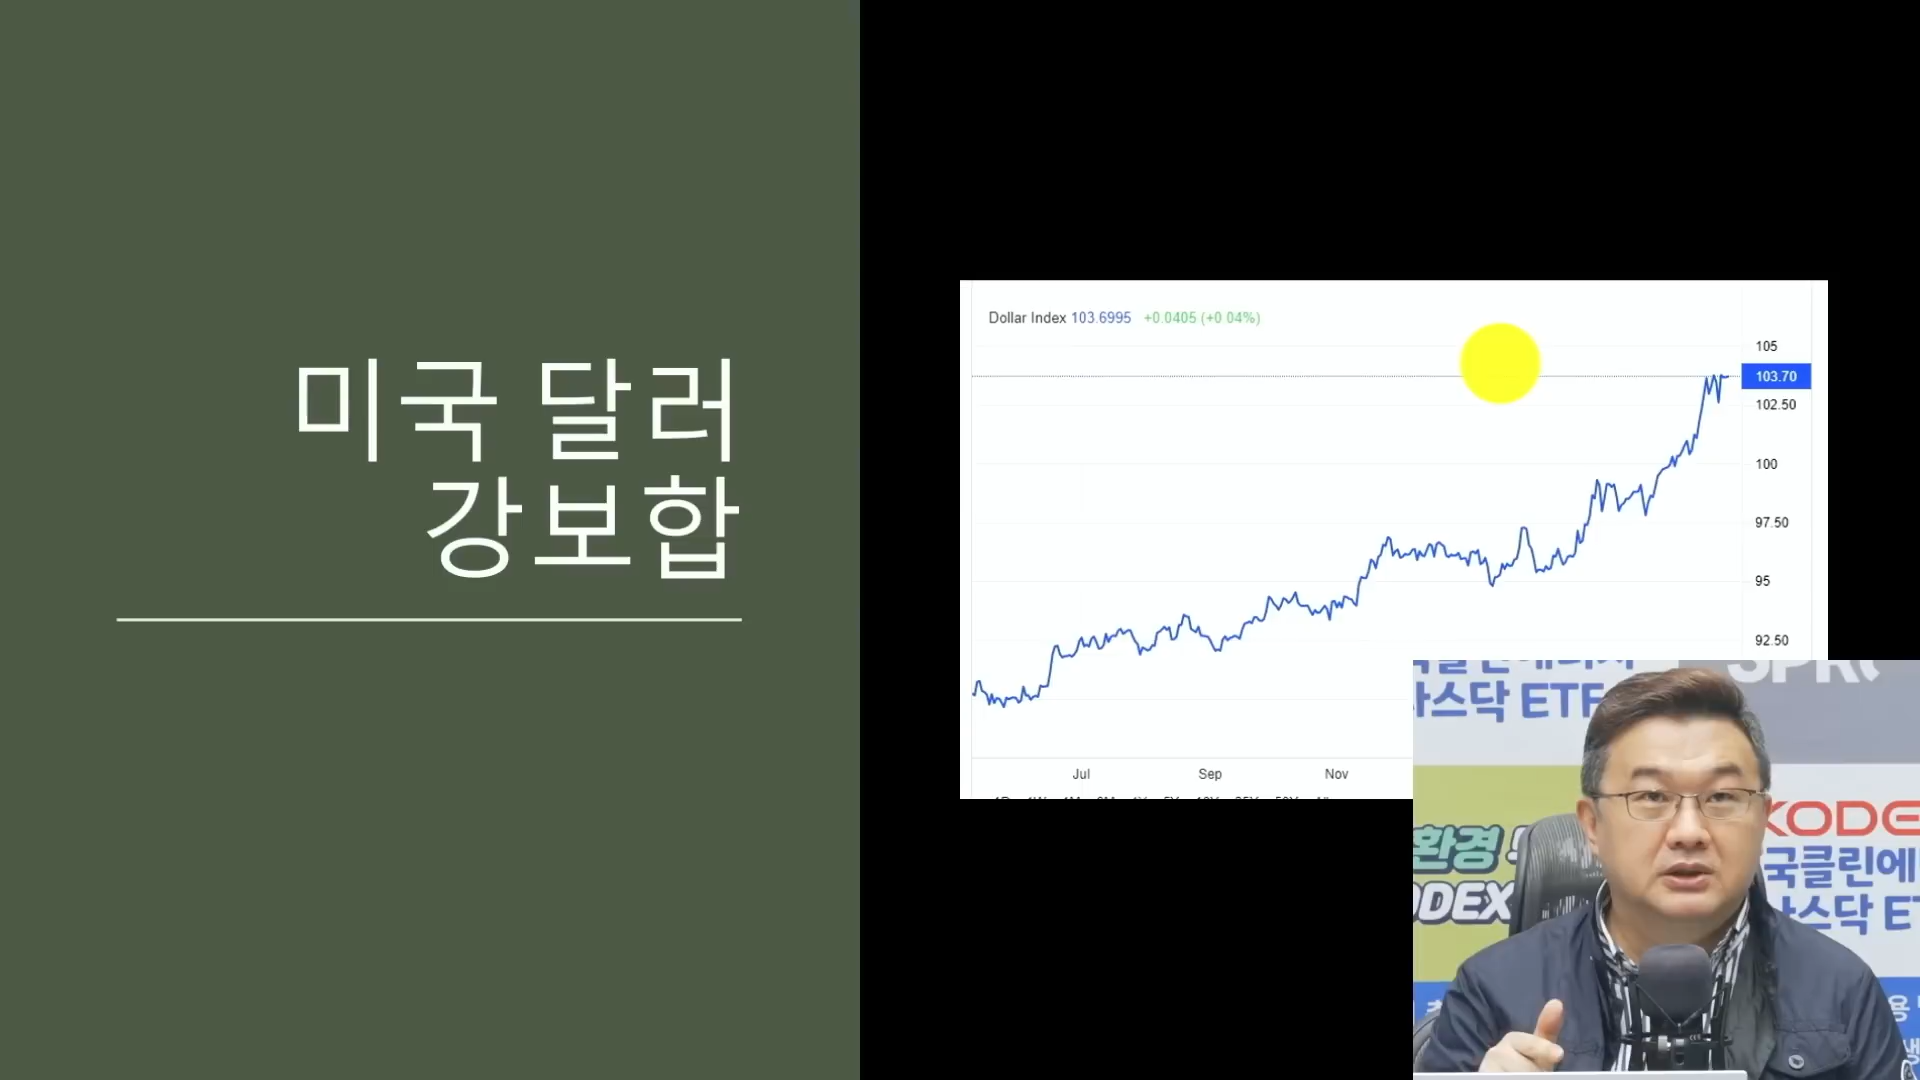 미국 달러
강보합
Dollar Index 103.6995 +0.0405 (+0.04%)
105
103.70
102.50
100
97.50
95
92.50
Jul Sep Nov
스닥 ETF
환경
KODE
국클린에
스닥 E